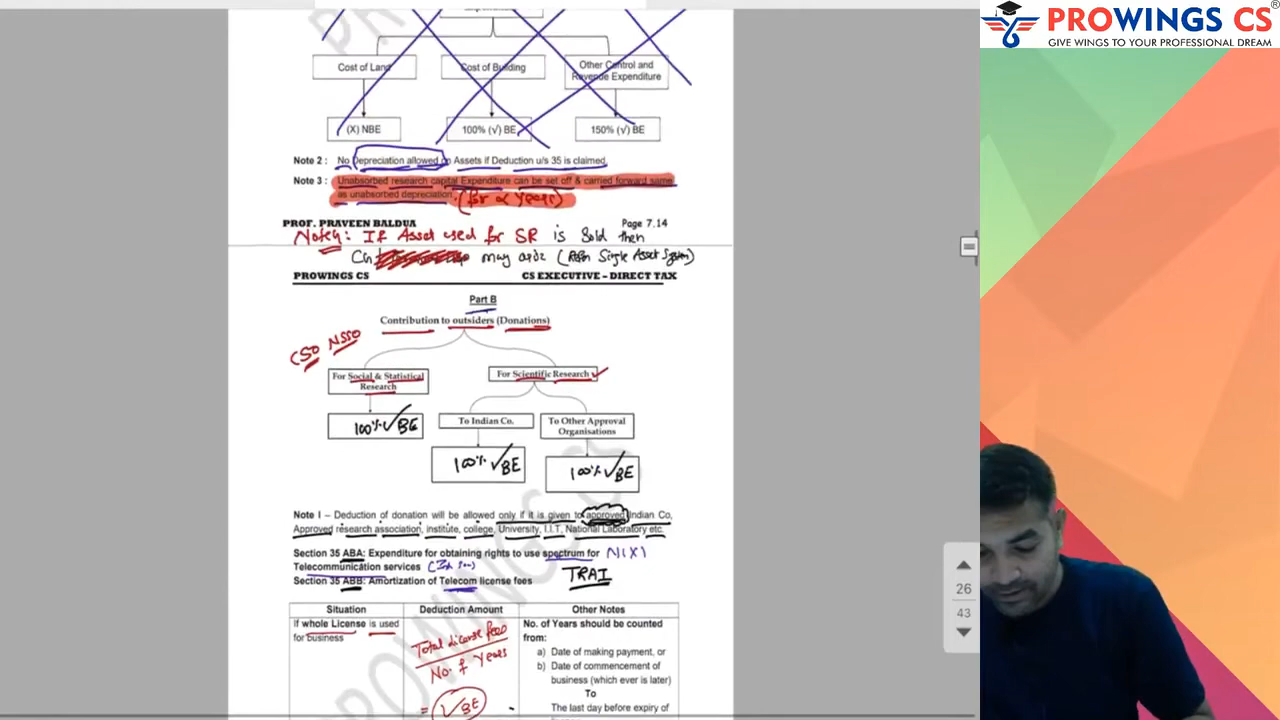 PROWINGS CS®
GIVE WINGS TO YOUR PROFESSIONAL DREAM
Cost of Land
Cost of Building
Other Control and
Revenue Expenditure
(X) NBE
100% (√) BE
150% (√) BE
Note 2 : No Depreciation allowed on Assets if Deduction u/s 35 is claimed.
Note 3 : Unabsorbed research capital Expenditure can be set off & carried forward same
as unabsorbed depreciation. (for ∝ years)
PROF. PRAVEEN BALDUA Page 7.14
Note 4: If Asset used for SR is sold then
CG may arise (Refer Single Asset System)
PROWINGS CS CS EXECUTIVE – DIRECT TAX
Part B
Contribution to outsiders (Donations)
CSO NSSO
For Social & Statistical
Research
For Scientific Research ✓
100% √BE
To Indian Co.
To Other Approval
Organisations
100% √BE
100% √BE
Note I – Deduction of donation will be allowed only if it is given to approved Indian Co,
Approved research association, institute, college, University, I.I.T, National Laboratory etc.
Section 35 ABA: Expenditure for obtaining rights to use spectrum for N(X)
Telecommunication services
Section 35 ABB: Amortization of Telecom license fees TRAI
Situation Deduction Amount Other Notes
If whole License is used
for business
Total license fees
No. of Years
= √BE
No. of Years should be counted
from:
a) Date of making payment, or
b) Date of commencement of
business (which ever is later)
To
The last day before expiry of
26
43